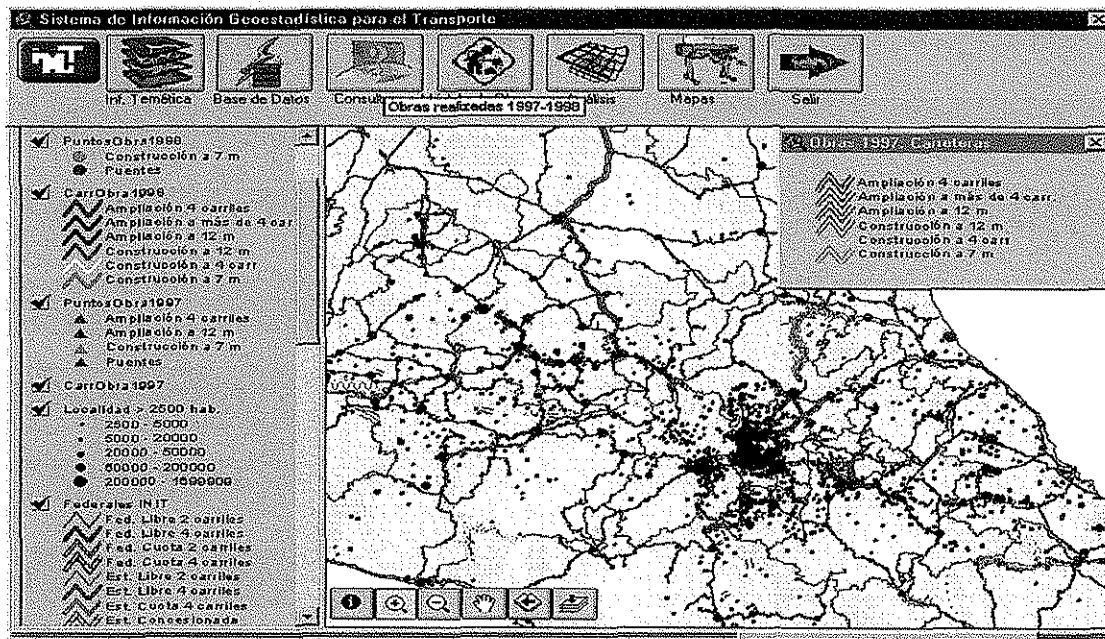 Sistema de Información Geoestadística para el Transporte
Inf. Temática
Base de Datos
Consul
Obras realizadas 1997-1998
álisis
Mapas
Salir
PuntosObra1998
Construcción a 7 m
Puentes
CarrObra1998
Ampliación 4 carriles
Ampliación a más de 4 car
Ampliación a 12 m
Construcción a 12 m
Construcción a 4 carr
Construcción a 7 m
PuntosObra1997
Ampliación 4 carriles
Ampliación a 12 m
Construcción a 7 m
Puentes
CarrObra1997
Localidad > 2500 hab.
2500 - 5000
5000 - 20000
20000 - 50000
50000 - 200000
Federales INIT
Fed. Libre 2 carriles
Fed. Libre 4 carriles
Fed. Cuota 2 carriles
Fed. Cuota 4 carriles
Est. Libre 2 carriles
Est. Libre 4 carriles
Est. Cuota 4 carriles
Est. Concesionada
Obras 1997-Carreteras
Ampliación 4 carriles
Ampliación a más de 4 carr.
Ampliación a 12 m
Construcción a 12 m
Construcción a 4 carr
Construcción a 7 m